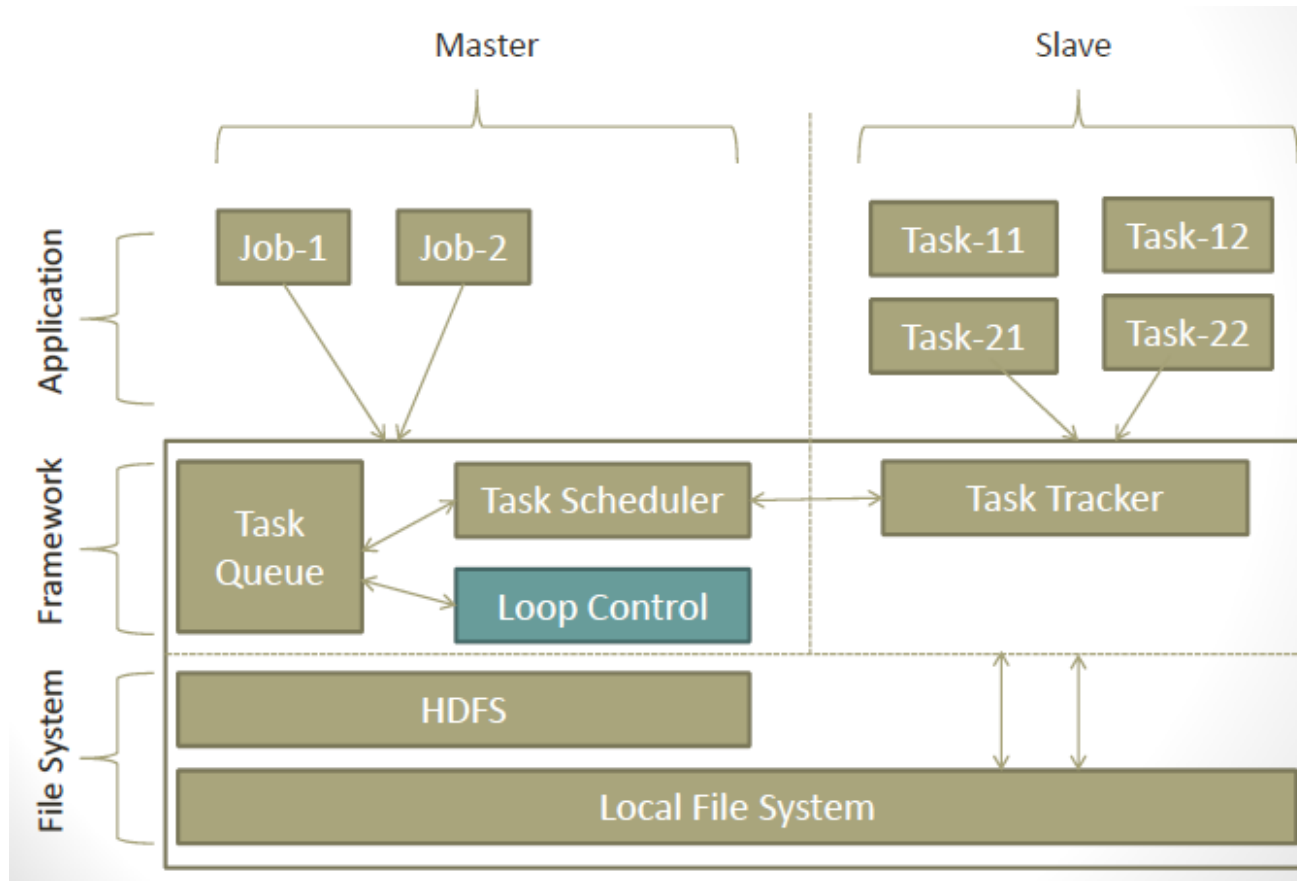 Master
Slave
Application
Job-1
Job-2
Task-11
Task-12
Task-21
Task-22
Framework
Task
Queue
Task Scheduler
Loop Control
Task Tracker
File System
HDFS
Local File System